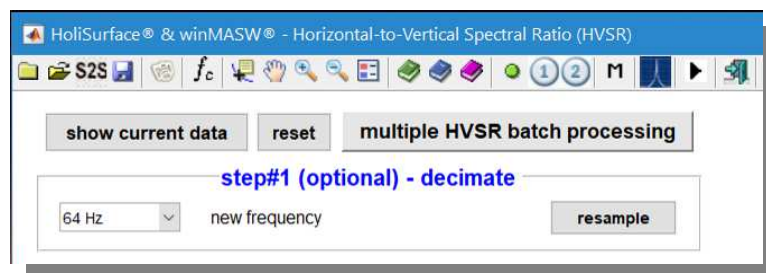 HoliSurface® & winMASW® - Horizontal-to-Vertical Spectral Ratio (HVSR)
S2S fc 1 2 M
show current data reset multiple HVSR batch processing
step#1 (optional) - decimate
64 Hz new frequency resample